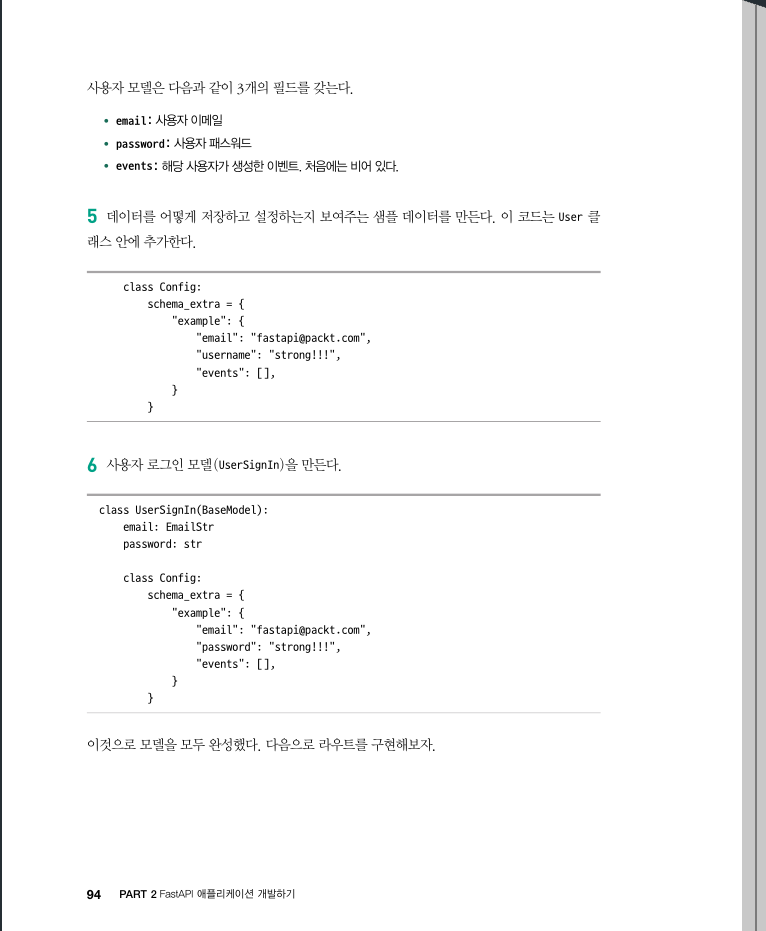 사용자 모델은 다음과 같이 3개의 필드를 갖는다.
• email: 사용자 이메일
• password: 사용자 패스워드
• events: 해당 사용자가 생성한 이벤트. 처음에는 비어 있다.
5 데이터를 어떻게 저장하고 설정하는지 보여주는 샘플 데이터를 만든다. 이 코드는 User 클
래스 안에 추가한다.
    class Config:
        schema_extra = {
            "example": {
                "email": "fastapi@packt.com",
                "username": "strong!!!",
                "events": [],
            }
        }
6 사용자 로그인 모델(UserSignIn)을 만든다.
class UserSignIn(BaseModel):
    email: EmailStr
    password: str
    class Config:
        schema_extra = {
            "example": {
                "email": "fastapi@packt.com",
                "password": "strong!!!",
                "events": [],
            }
        }
이것으로 모델을 모두 완성했다. 다음으로 라우트를 구현해보자.
94 PART 2 FastAPI 애플리케이션 개발하기